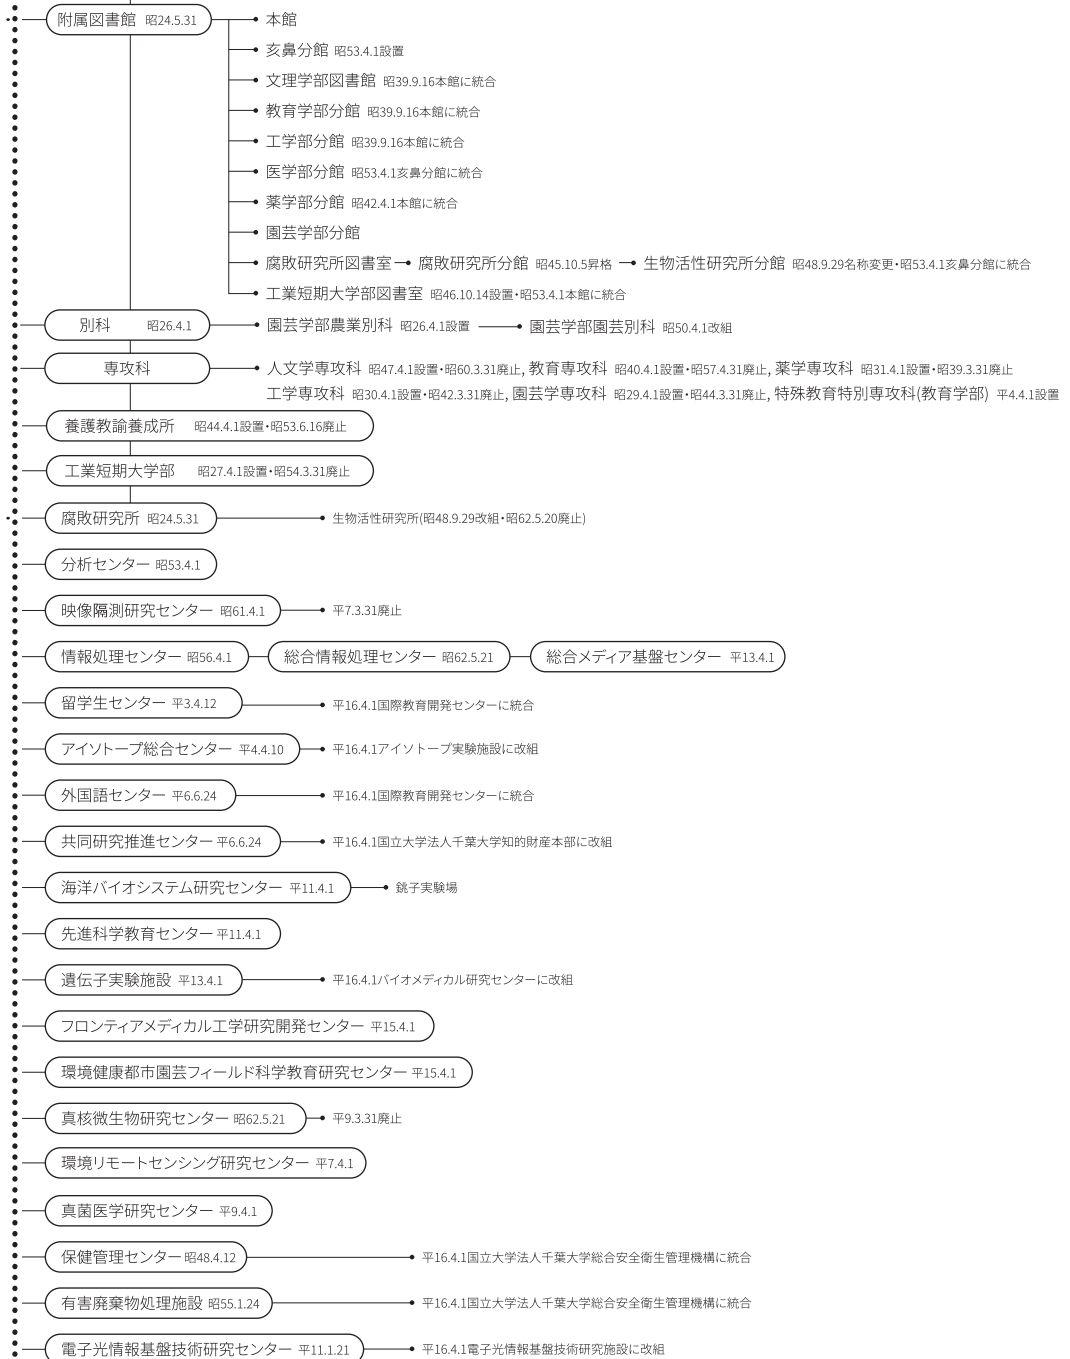 附属図書館 昭24.5.31 本館
亥鼻分館 昭53.4.1設置
文理学部図書館 昭39.9.16本館に統合
教育学部分館 昭39.9.16本館に統合
工学部分館 昭39.9.16本館に統合
医学部分館 昭53.4.1亥鼻分館に統合
薬学部分館 昭42.4.1本館に統合
園芸学部分館
腐敗研究所図書室 腐敗研究所分館 昭45.10.5昇格 生物活性研究所分館 昭48.9.29名称変更・昭53.4.1亥鼻分館に統合
工業短期大学部図書室 昭46.10.14設置・昭53.4.1本館に統合
別科 昭26.4.1 園芸学部農業別科 昭26.4.1設置 園芸学部園芸別科 昭50.4.1改組
専攻科 人文学専攻科 昭47.4.1設置・昭60.3.31廃止, 教育専攻科 昭40.4.1設置・昭57.4.31廃止, 薬学専攻科 昭31.4.1設置・昭39.3.31廃止
工学専攻科 昭30.4.1設置・昭42.3.31廃止, 園芸学専攻科 昭29.4.1設置・昭44.3.31廃止, 特殊教育特別専攻科(教育学部) 平4.4.1設置
養護教諭養成所 昭44.4.1設置・昭53.6.16廃止
工業短期大学部 昭27.4.1設置・昭54.3.31廃止
腐敗研究所 昭24.5.31 生物活性研究所(昭48.9.29改組・昭62.5.20廃止)
分析センター 昭53.4.1
映像隔測研究センター 昭61.4.1 平7.3.31廃止
情報処理センター 昭56.4.1 総合情報処理センター 昭62.5.21 総合メディア基盤センター 平13.4.1
留学生センター 平3.4.12 平16.4.1国際教育開発センターに統合
アイソトープ総合センター 平4.4.10 平16.4.1アイソトープ実験施設に改組
外国語センター 平6.6.24 平16.4.1国際教育開発センターに統合
共同研究推進センター 平6.6.24 平16.4.1国立大学法人千葉大学知的財産本部に改組
海洋バイオシステム研究センター 平11.4.1 銚子実験場
先進科学教育センター 平11.4.1
遺伝子実験施設 平13.4.1 平16.4.1バイオメディカル研究センターに改組
フロンティアメディカル工学研究開発センター 平15.4.1
環境健康都市園芸フィールド科学教育研究センター 平15.4.1
真核微生物研究センター 昭62.5.21 平9.3.31廃止
環境リモートセンシング研究センター 平7.4.1
真菌医学研究センター 平9.4.1
保健管理センター 昭48.4.12 平16.4.1国立大学法人千葉大学総合安全衛生管理機構に統合
有害廃棄物処理施設 昭55.1.24 平16.4.1国立大学法人千葉大学総合安全衛生管理機構に統合
電子光情報基盤技術研究センター 平11.1.21 平16.4.1電子光情報基盤技術研究施設に改組